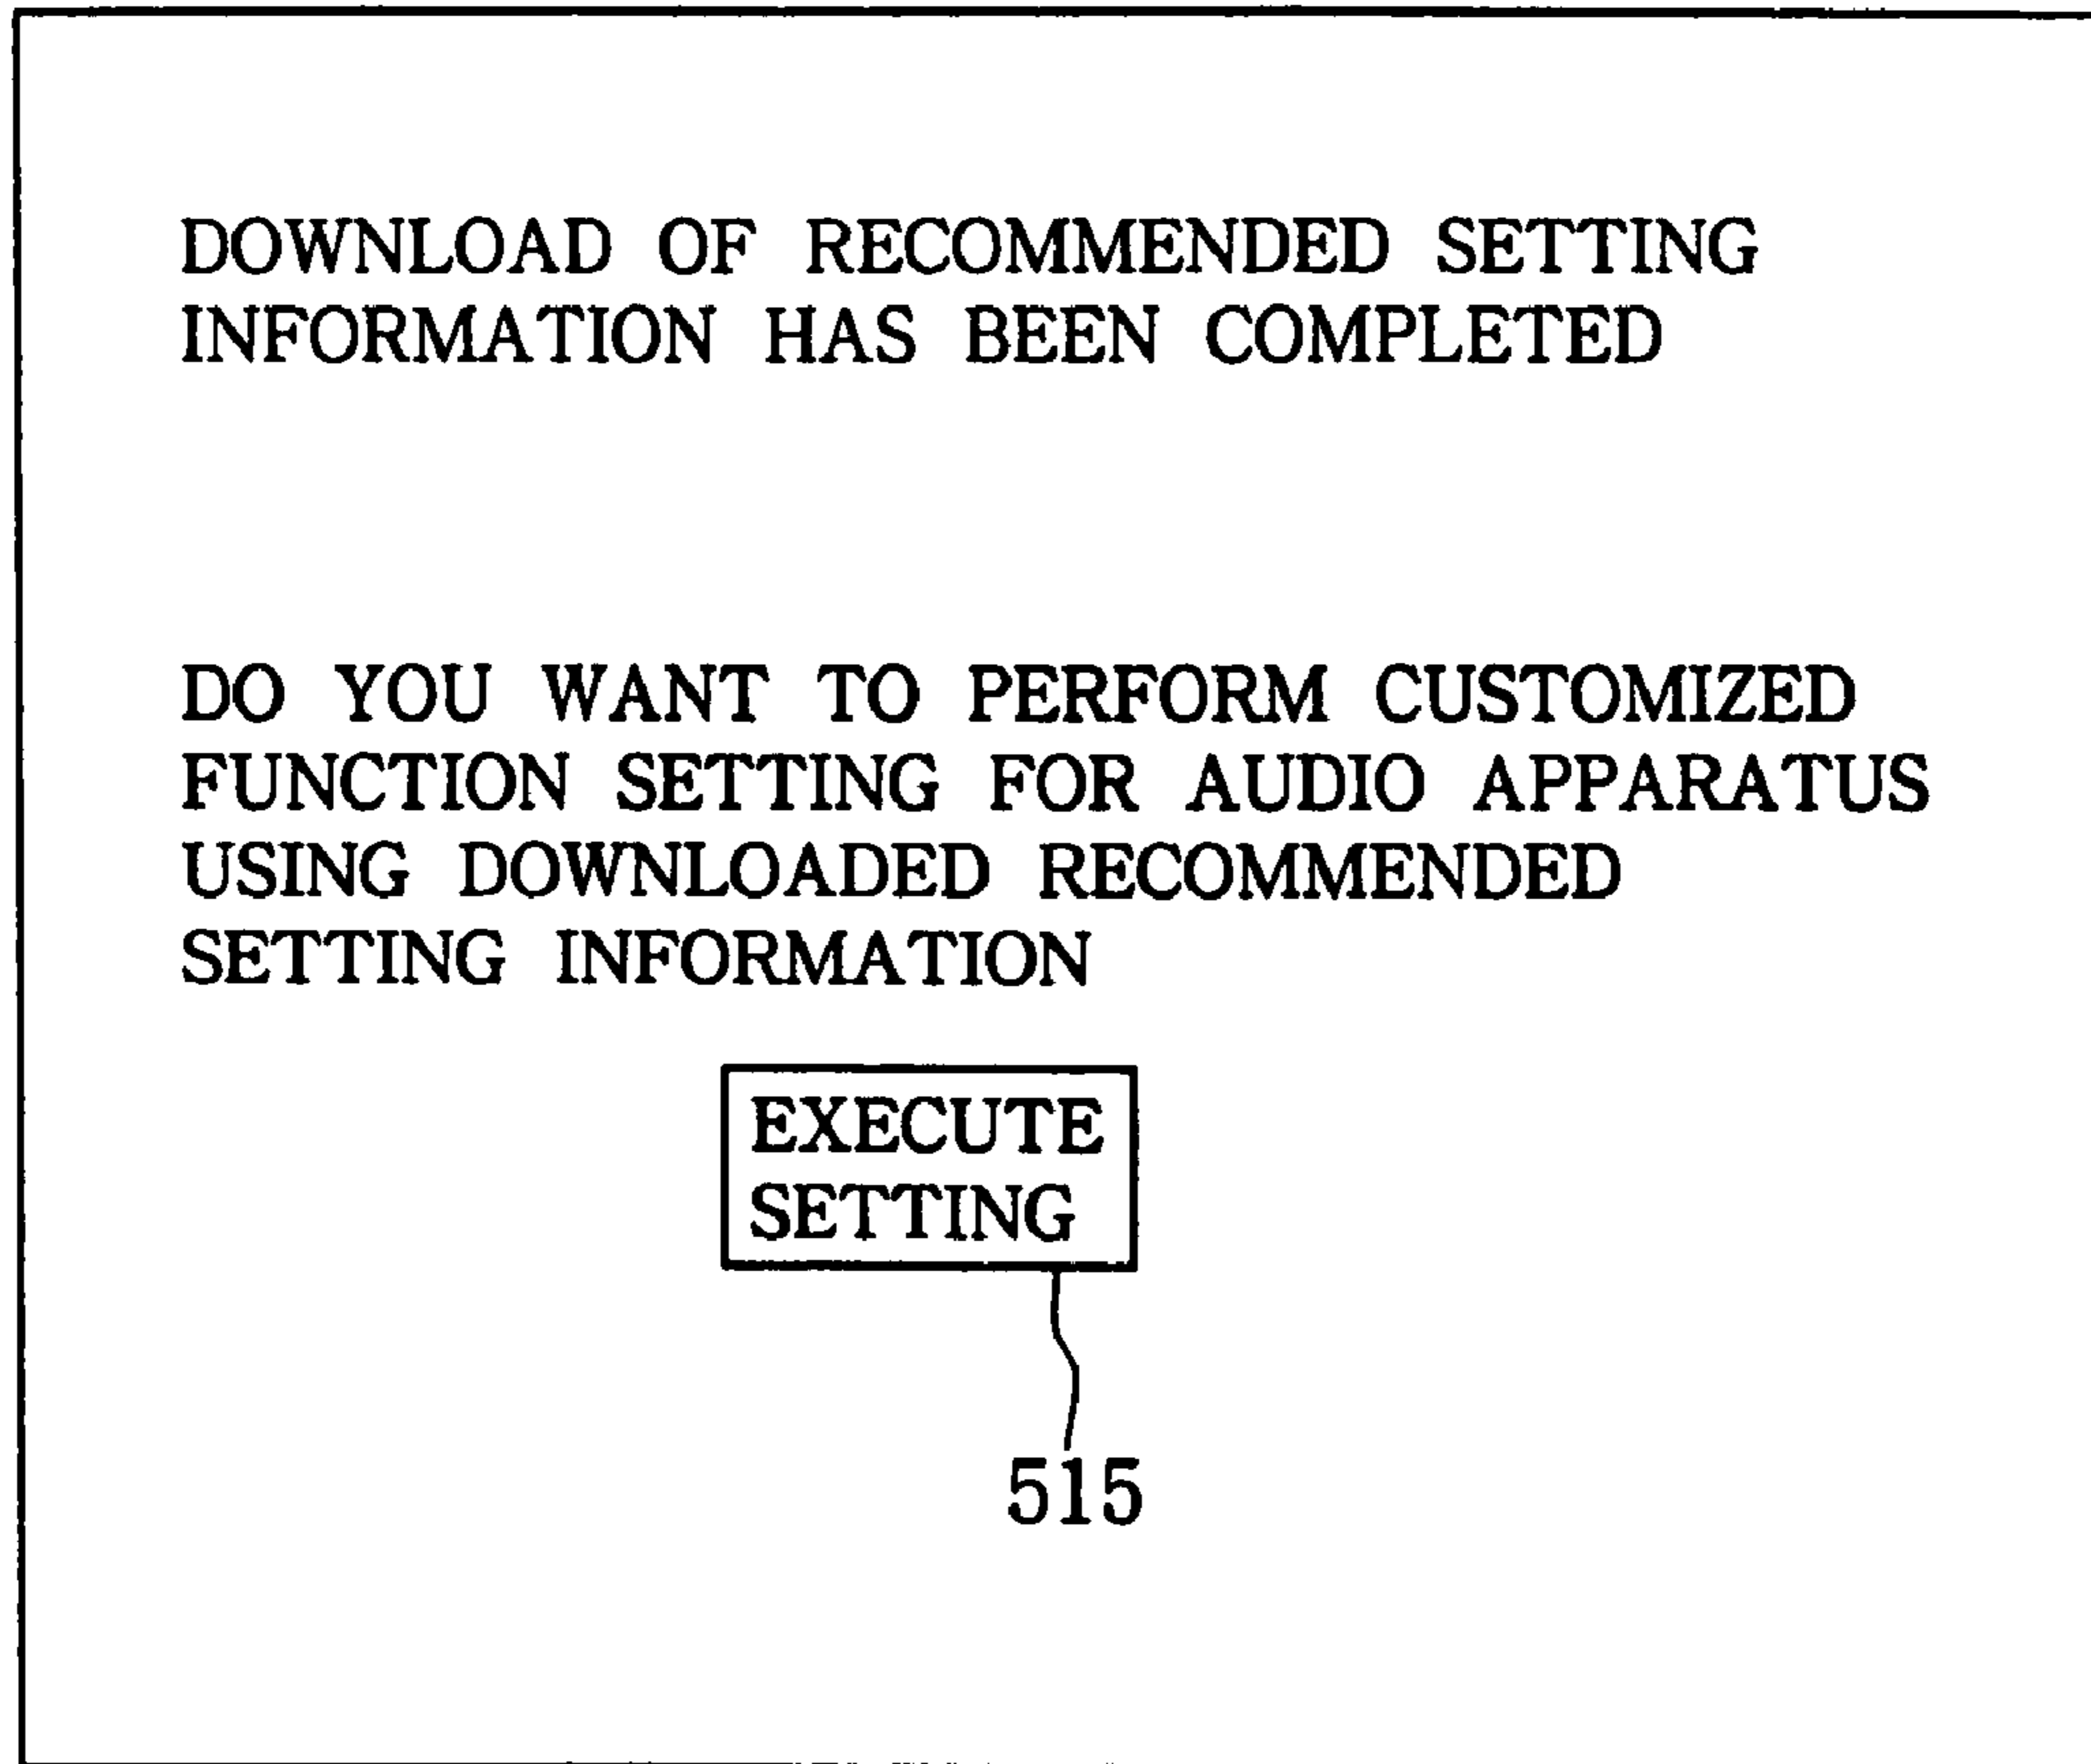 DOWNLOAD OF RECOMMENDED SETTING
INFORMATION HAS BEEN COMPLETED
DO YOU WANT TO PERFORM CUSTOMIZED
FUNCTION SETTING FOR AUDIO APPARATUS
USING DOWNLOADED RECOMMENDED
SETTING INFORMATION
EXECUTE
SETTING
515